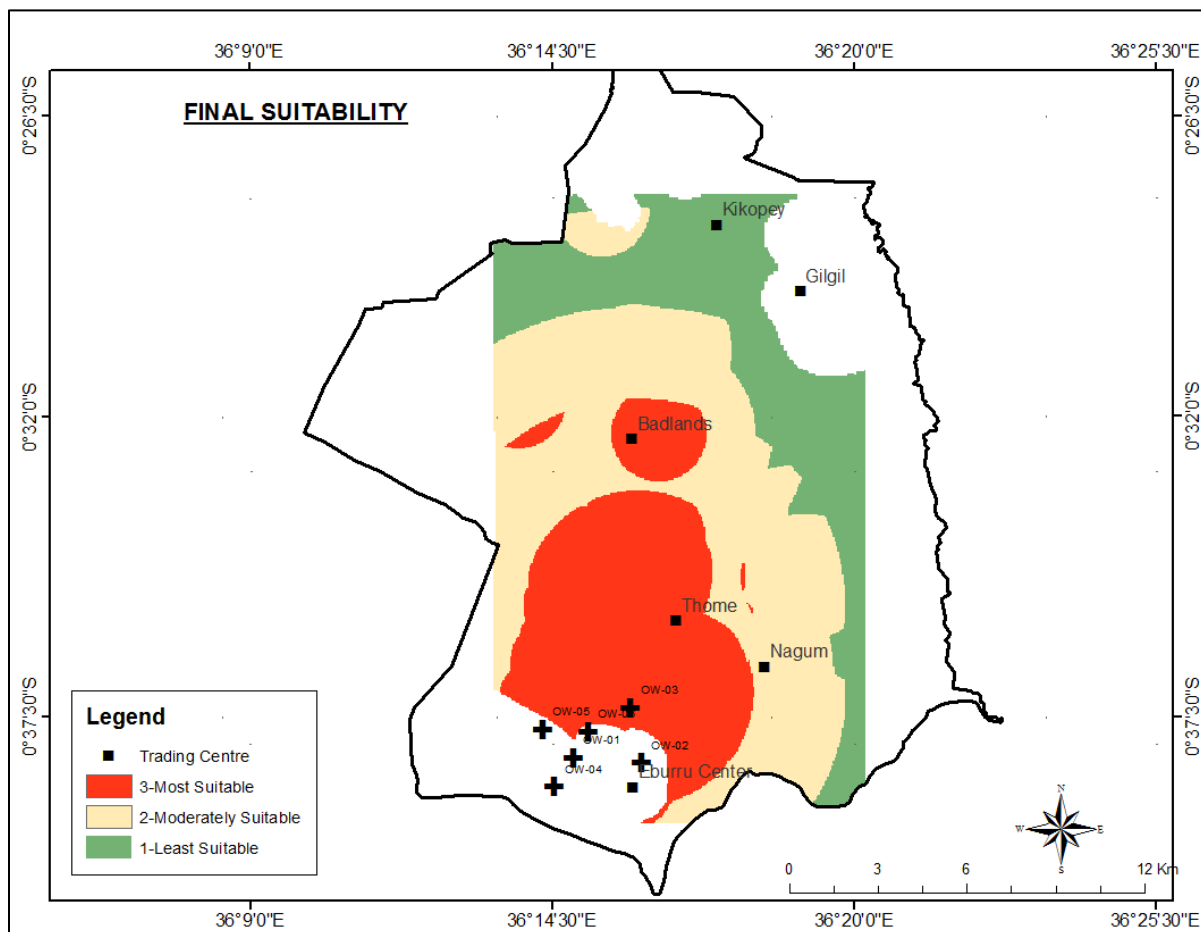 36°9'0"E 36°14'30"E 36°20'0"E 36°25'30"E
FINAL SUITABILITY
0°26'30"S 0°26'30"S
Kikopey
Gilgil
0°32'0"S 0°32'0"S
Badlands
Thome
Nagum
OW-03
0°37'30"S 0°37'30"S
OW-05
OW-01
OW-02
OW-04
Eburru Center
Legend
Trading Centre
3-Most Suitable
2-Moderately Suitable
1-Least Suitable
N
W E
S
0 3 6 12 Km
36°9'0"E 36°14'30"E 36°20'0"E 36°25'30"E